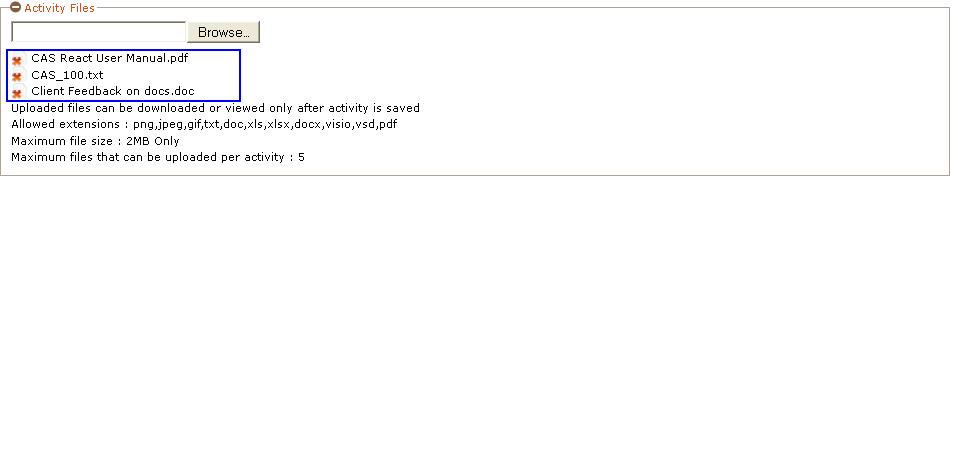 Activity Files
Browse...
CAS React User Manual.pdf
CAS_100.txt
Client Feedback on docs.doc
Uploaded files can be downloaded or viewed only after activity is saved
Allowed extensions : png,jpeg,gif,txt,doc,xls,xlsx,docx,visio,vsd,pdf
Maximum file size : 2MB Only
Maximum files that can be uploaded per activity : 5